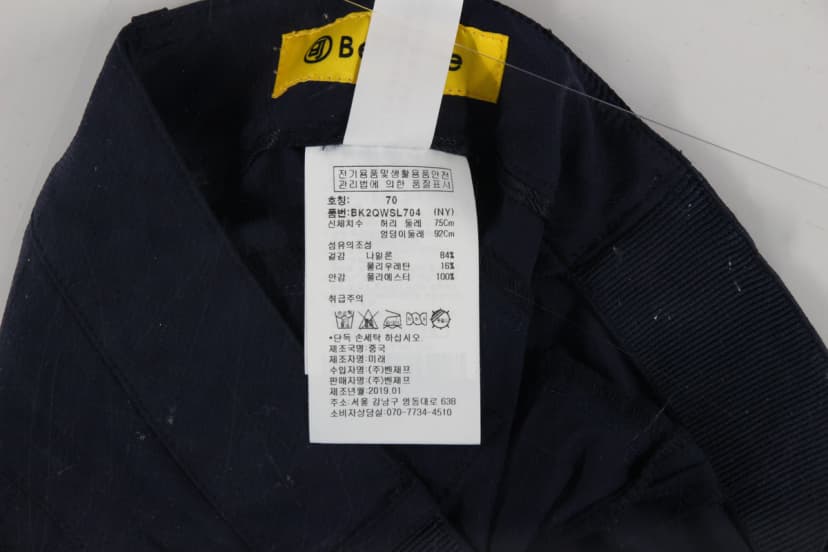 전기용품및생활용품안전
관리법에 의한 품질표시
호칭: 70
품번:BK2QWSL704 (NY)
신체치수 허리 둘레 75Cm
엉덩이둘레 92Cm
섬유의조성
겉감 나일론 84%
폴리우레탄 16%
안감 폴리에스터 100%
취급주의
*단독 손세탁 하십시오.
제조국명:중국
제조자명:미래
수입자명:(주)벤제프
판매자명:(주)벤제프
제조년월:2019.01
주소:서울 강남구 영동대로 638
소비자상담실:070-7734-4510